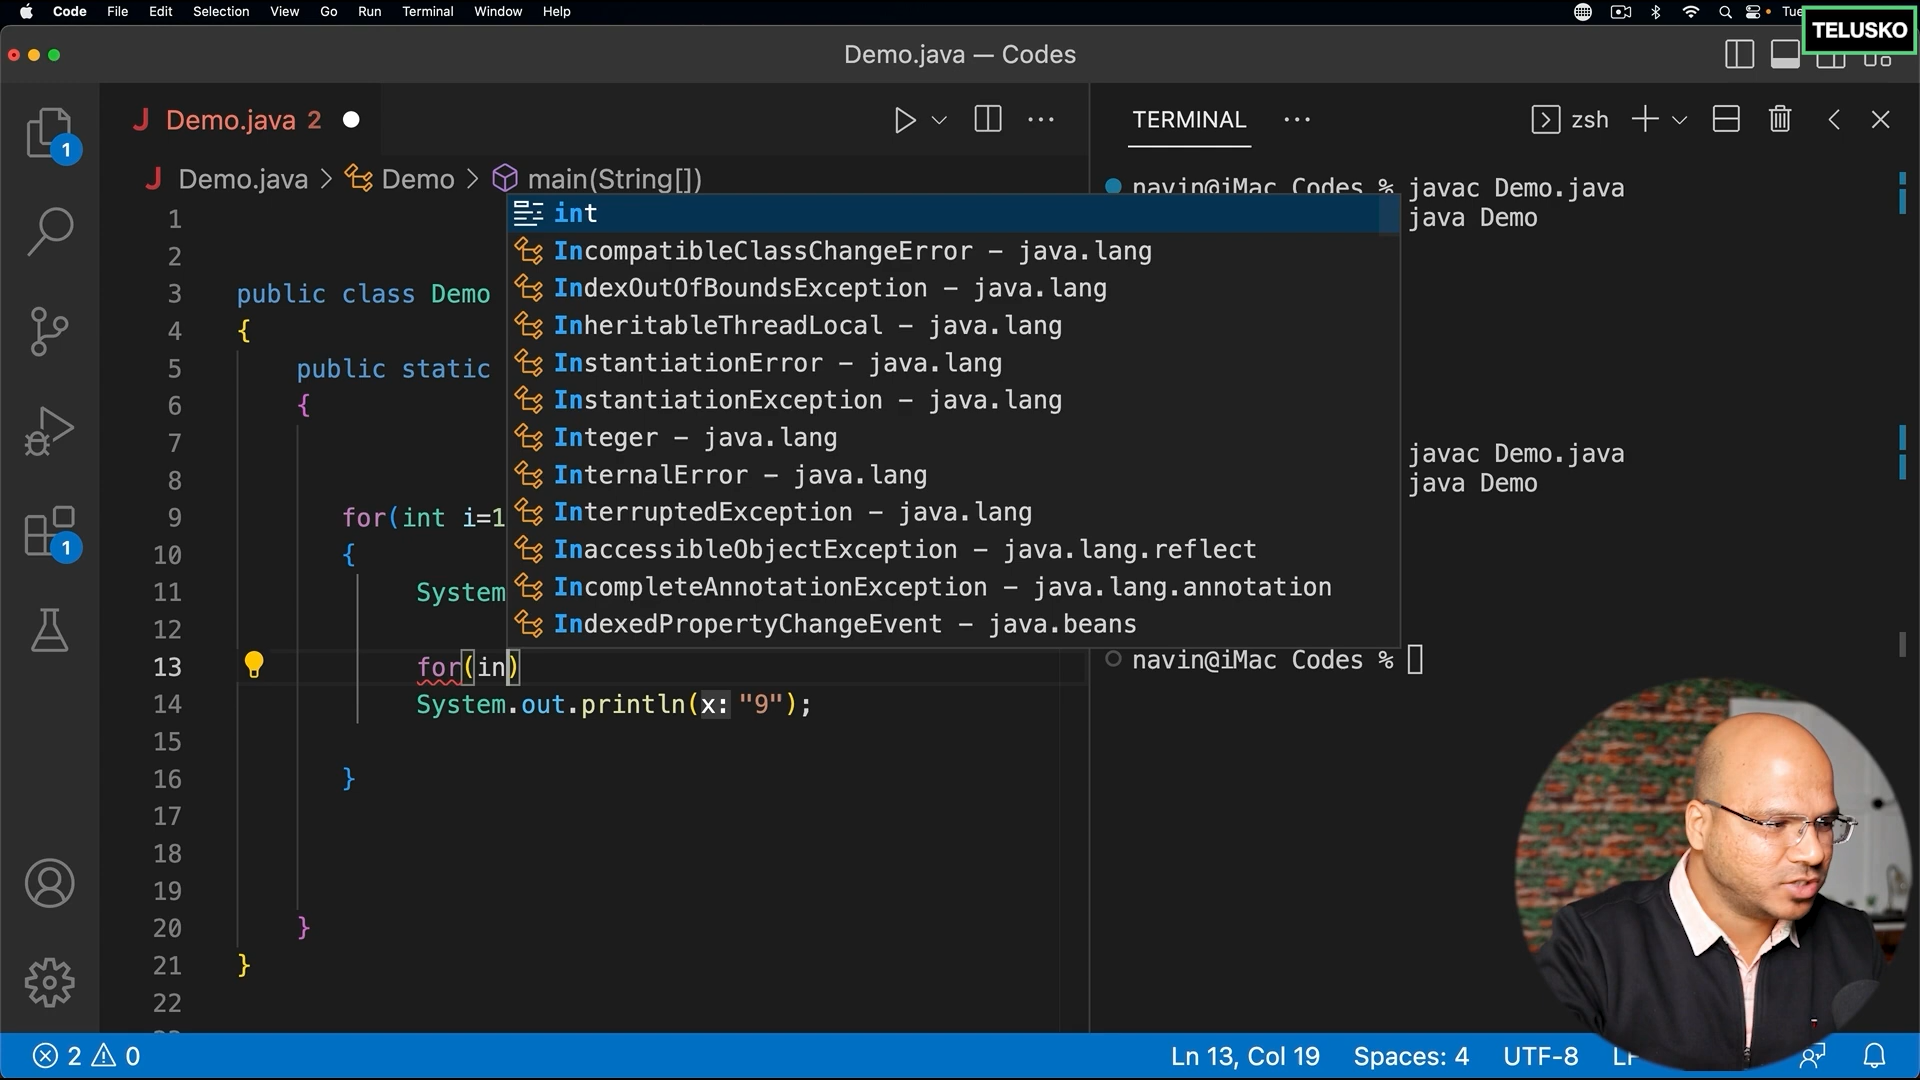 Code File Edit Selection View Go Run Terminal Window Help
Tue
TELUSKO
Demo.java — Codes
Demo.java 2
TERMINAL
zsh
Demo.java > Demo > main(String[])
1
2
3 public class Demo
4 {
5 public static
6 {
7
8
9 for(int i=1
10 {
11 System
12
13 for(in)
14 System.out.println(x: "9");
15
16 }
17
18
19
20 }
21 }
22
int
IncompatibleClassChangeError – java.lang
IndexOutOfBoundsException – java.lang
InheritableThreadLocal – java.lang
InstantiationError – java.lang
InstantiationException – java.lang
Integer – java.lang
InternalError – java.lang
InterruptedException – java.lang
InaccessibleObjectException – java.lang.reflect
IncompleteAnnotationException – java.lang.annotation
IndexedPropertyChangeEvent – java.beans
navin@iMac Codes % javac Demo.java
java Demo
javac Demo.java
java Demo
navin@iMac Codes %
1
1
2 0
Ln 13, Col 19 Spaces: 4 UTF-8